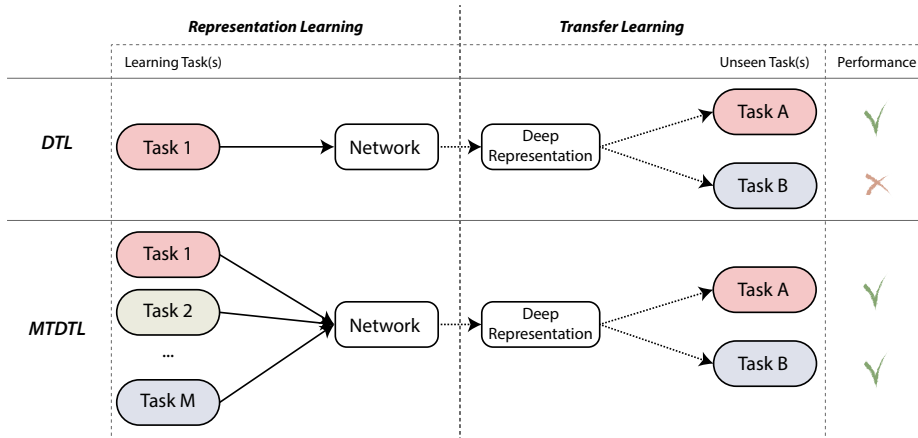 Representation Learning
Transfer Learning
Learning Task(s)
Unseen Task(s)
Performance
DTL
Task 1
Network
Deep
Representation
Task A
Task B
MTDTL
Task 1
Task 2
...
Task M
Network
Deep
Representation
Task A
Task B